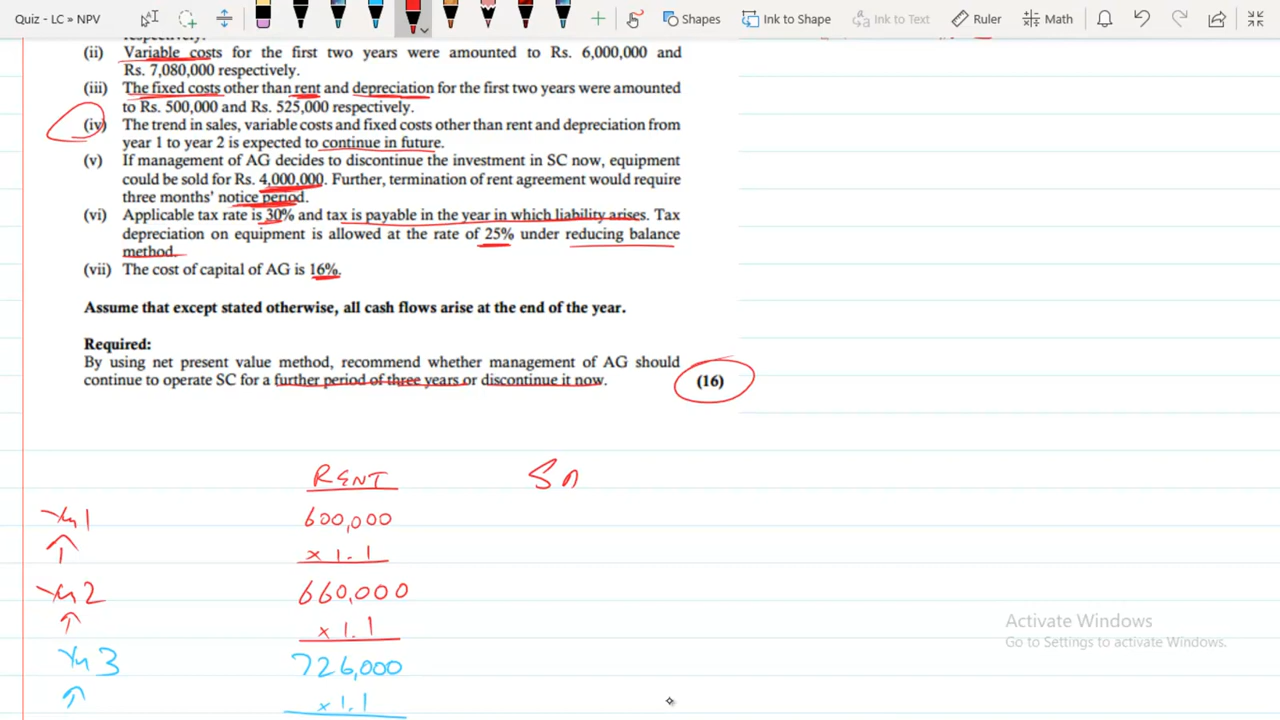 Quiz - LC » NPV
Shapes
Ink to Shape
Ink to Text
Ruler
Math
respectively.
(ii) Variable costs for the first two years were amounted to Rs. 6,000,000 and
Rs. 7,080,000 respectively.
(iii) The fixed costs other than rent and depreciation for the first two years were amounted
to Rs. 500,000 and Rs. 525,000 respectively.
(iv) The trend in sales, variable costs and fixed costs other than rent and depreciation from
year 1 to year 2 is expected to continue in future.
(v) If management of AG decides to discontinue the investment in SC now, equipment
could be sold for Rs. 4,000,000. Further, termination of rent agreement would require
three months' notice period.
(vi) Applicable tax rate is 30% and tax is payable in the year in which liability arises. Tax
depreciation on equipment is allowed at the rate of 25% under reducing balance
method.
(vii) The cost of capital of AG is 16%.
Assume that except stated otherwise, all cash flows arise at the end of the year.
Required:
By using net present value method, recommend whether management of AG should
continue to operate SC for a further period of three years or discontinue it now.
(16)
RENT
Yr 1
600,000
x 1.1
Yr 2
660,000
x 1.1
Yr 3
726,000
x 1.1
Activate Windows
Go to Settings to activate Windows.